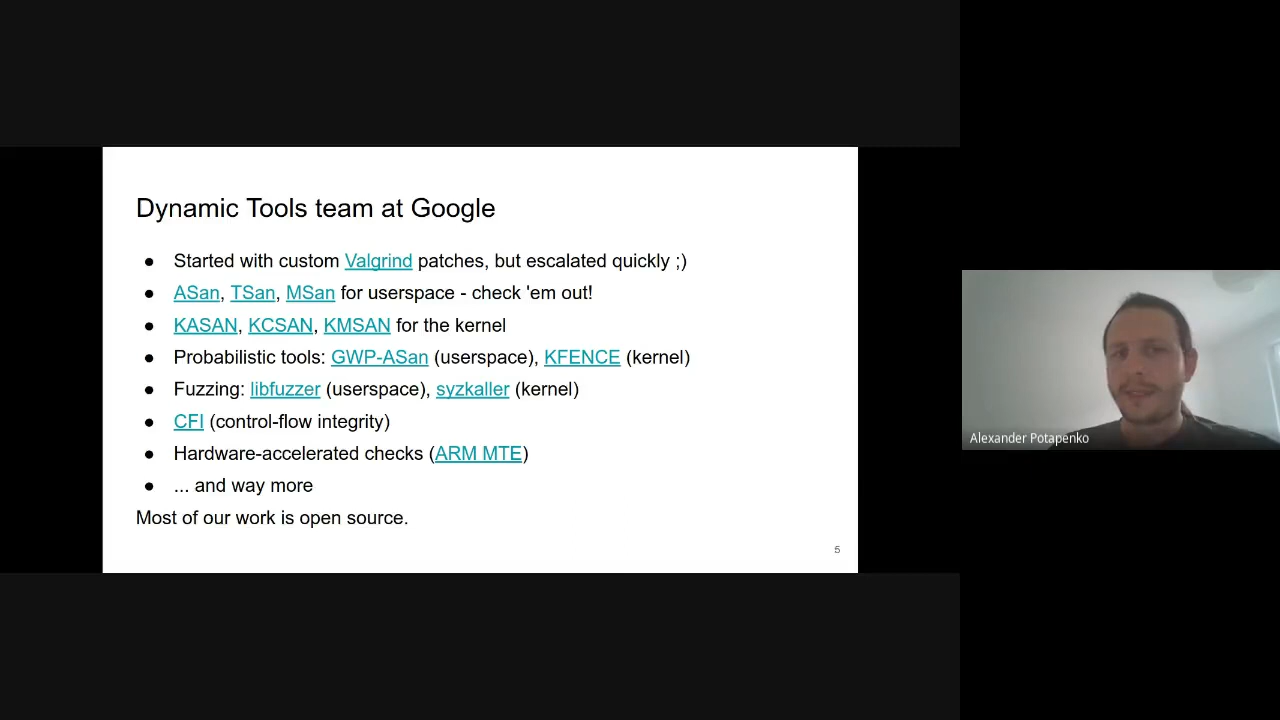 Dynamic Tools team at Google
● Started with custom Valgrind patches, but escalated quickly ;)
● ASan, TSan, MSan for userspace - check 'em out!
● KASAN, KCSAN, KMSAN for the kernel
● Probabilistic tools: GWP-ASan (userspace), KFENCE (kernel)
● Fuzzing: libfuzzer (userspace), syzkaller (kernel)
● CFI (control-flow integrity)
● Hardware-accelerated checks (ARM MTE)
● ... and way more
Most of our work is open source.
5
Alexander Potapenko